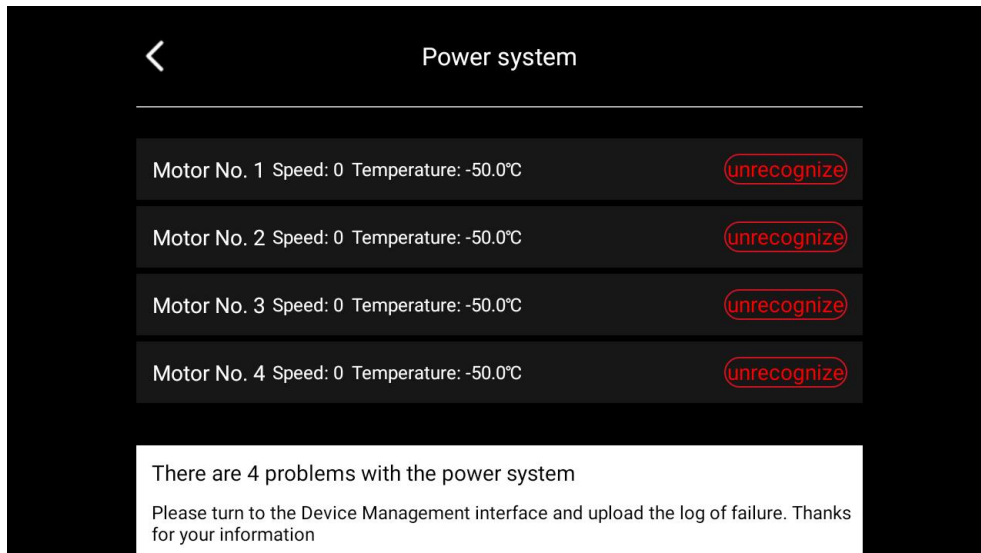 Power system
Motor No. 1 Speed: 0 Temperature: -50.0℃ unrecognize
Motor No. 2 Speed: 0 Temperature: -50.0℃ unrecognize
Motor No. 3 Speed: 0 Temperature: -50.0℃ unrecognize
Motor No. 4 Speed: 0 Temperature: -50.0℃ unrecognize
There are 4 problems with the power system
Please turn to the Device Management interface and upload the log of failure. Thanks
for your information